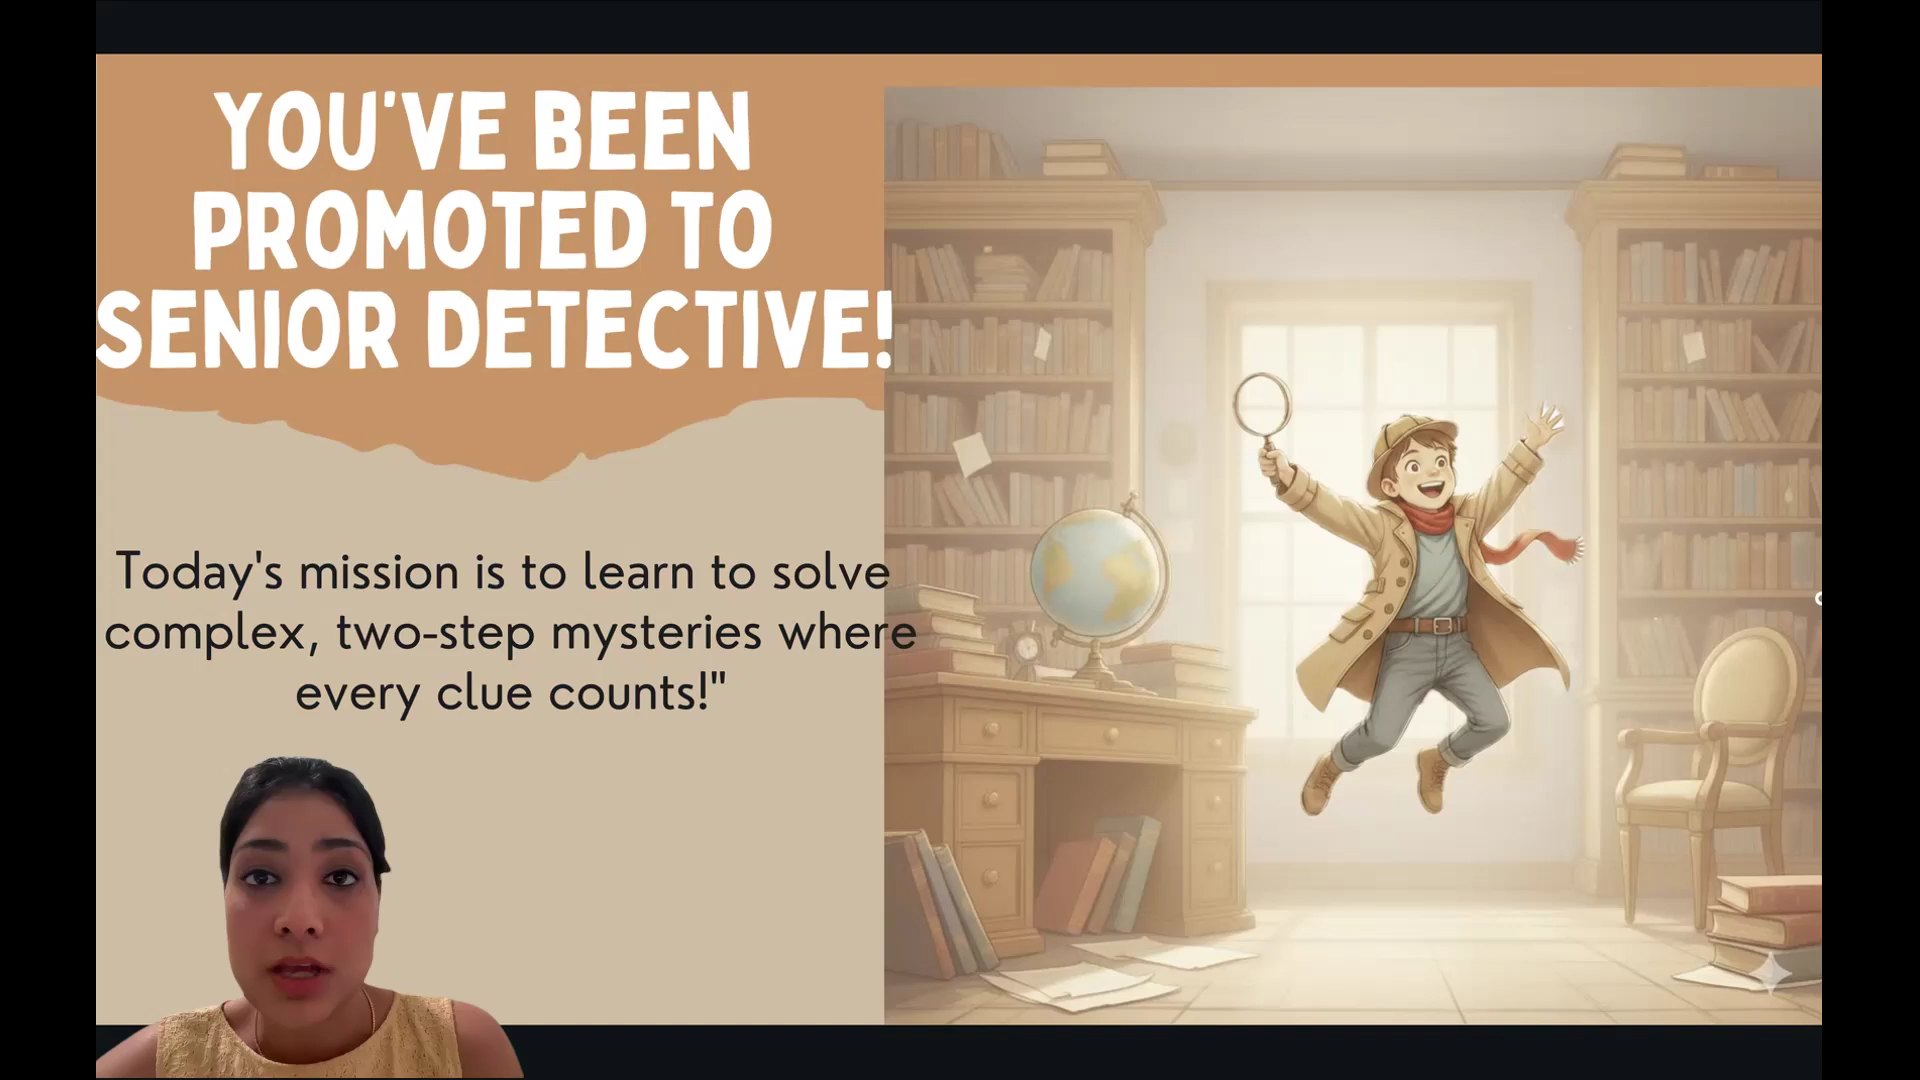 YOU'VE BEEN
PROMOTED TO
SENIOR DETECTIVE!
Today's mission is to learn to solve
complex, two-step mysteries where
every clue counts!"